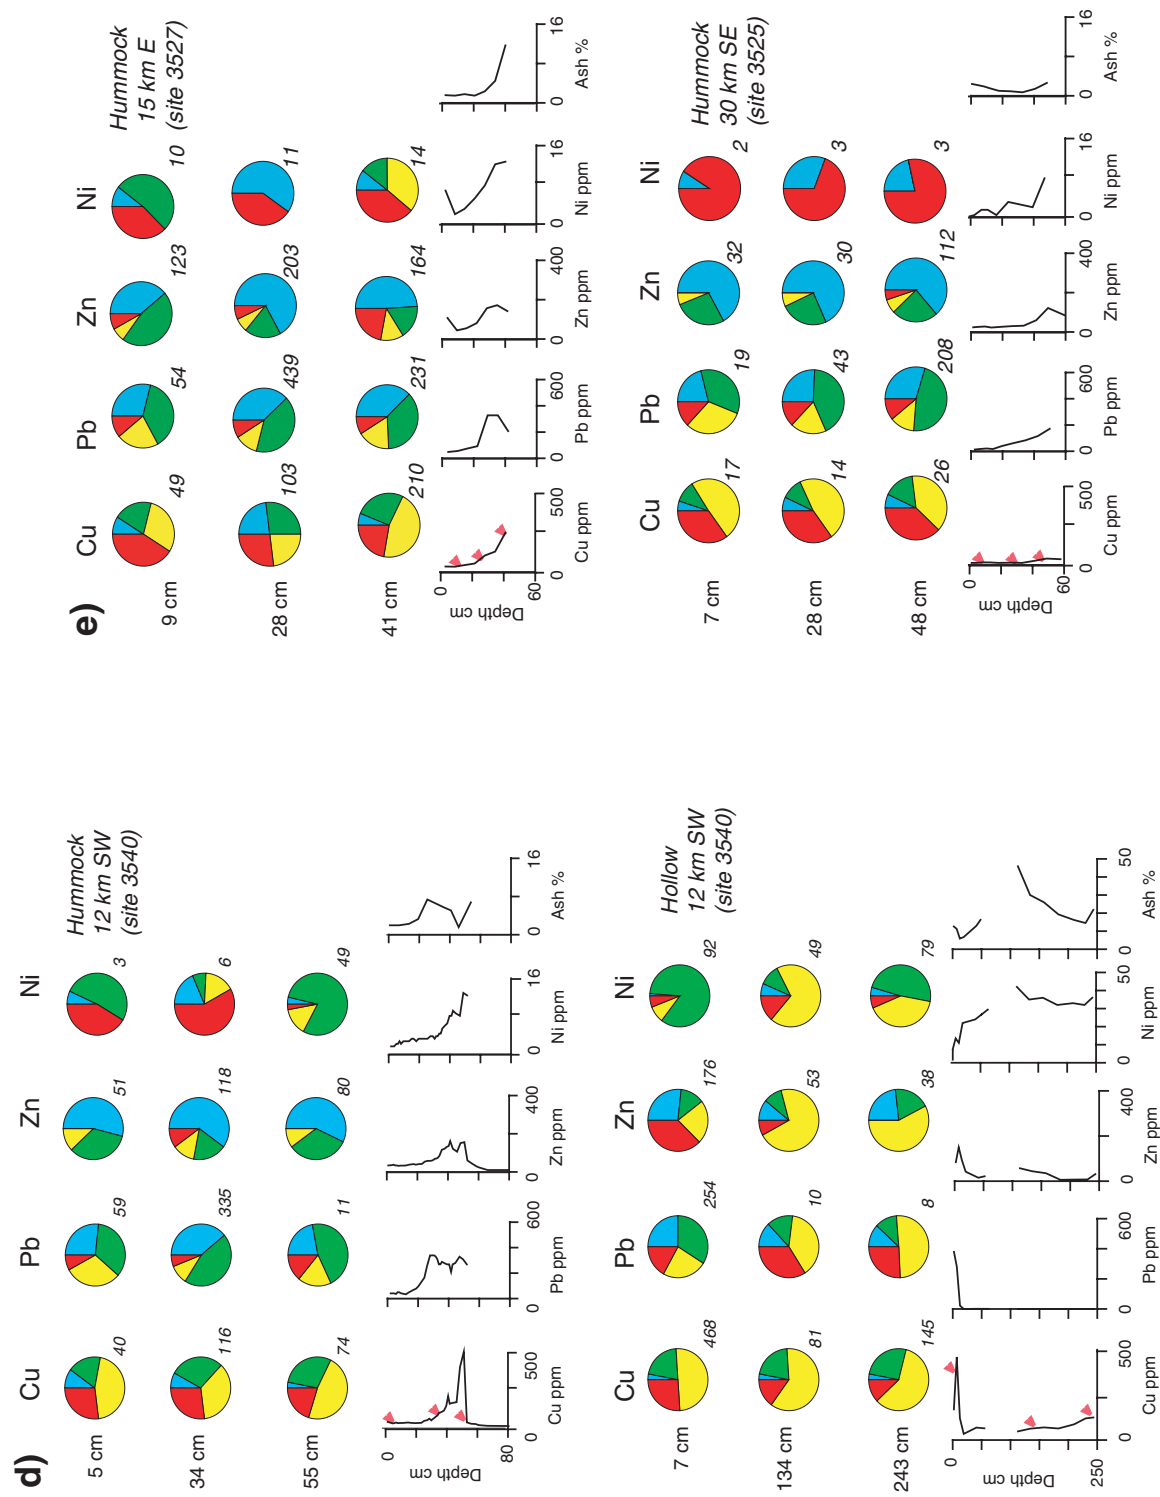 d)
Cu Pb Zn Ni
Hummock
12 km SW
(site 3540)
5 cm 40 59 51 3
34 cm 116 335 118 6
55 cm 74 11 80 49
0
Depth cm
80
0 500
Cu ppm
0 600
Pb ppm
0 400
Zn ppm
0 16
Ni ppm
0 16
Ash %
Cu Pb Zn Ni
Hollow
12 km SW
(site 3540)
7 cm 468 254 176 92
134 cm 81 10 53 49
243 cm 145 8 38 79
0
Depth cm
250
0 500
Cu ppm
0 600
Pb ppm
0 400
Zn ppm
0 50
Ni ppm
0 50
Ash %
e)
Cu Pb Zn Ni
Hummock
15 km E
(site 3527)
9 cm 49 54 123 10
28 cm 103 439 203 11
41 cm 210 231 164 14
0
Depth cm
60
0 500
Cu ppm
0 600
Pb ppm
0 400
Zn ppm
0 16
Ni ppm
0 16
Ash %
Cu Pb Zn Ni
Hummock
30 km SE
(site 3525)
7 cm 17 19 32 2
28 cm 14 43 30 3
48 cm 26 208 112 3
0
Depth cm
60
0 500
Cu ppm
0 600
Pb ppm
0 400
Zn ppm
0 16
Ni ppm
0 16
Ash %